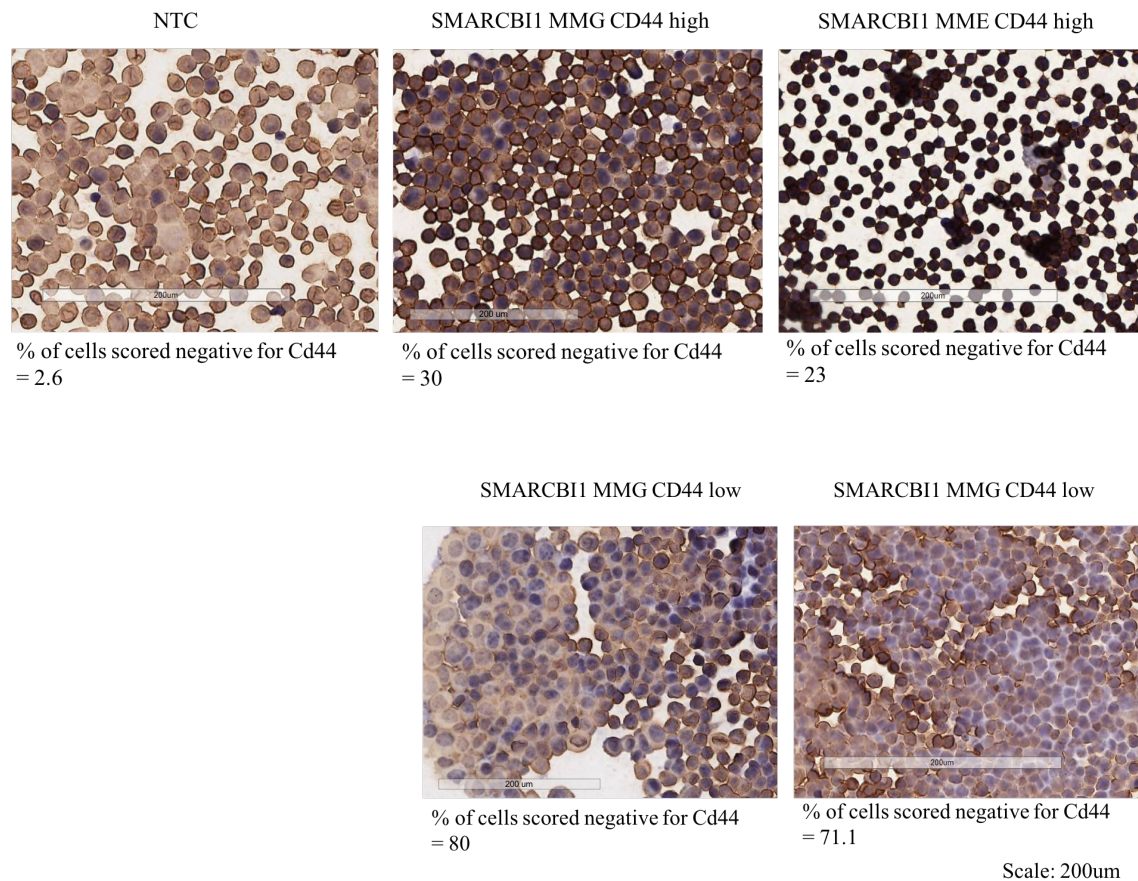 NTC
SMARCBI1 MMG CD44 high
SMARCBI1 MME CD44 high
200um
200 um
200um
% of cells scored negative for Cd44
= 2.6
% of cells scored negative for Cd44
= 30
% of cells scored negative for Cd44
= 23
SMARCBI1 MMG CD44 low
SMARCBI1 MMG CD44 low
200 um
200um
% of cells scored negative for Cd44
= 80
% of cells scored negative for Cd44
= 71.1
Scale: 200um